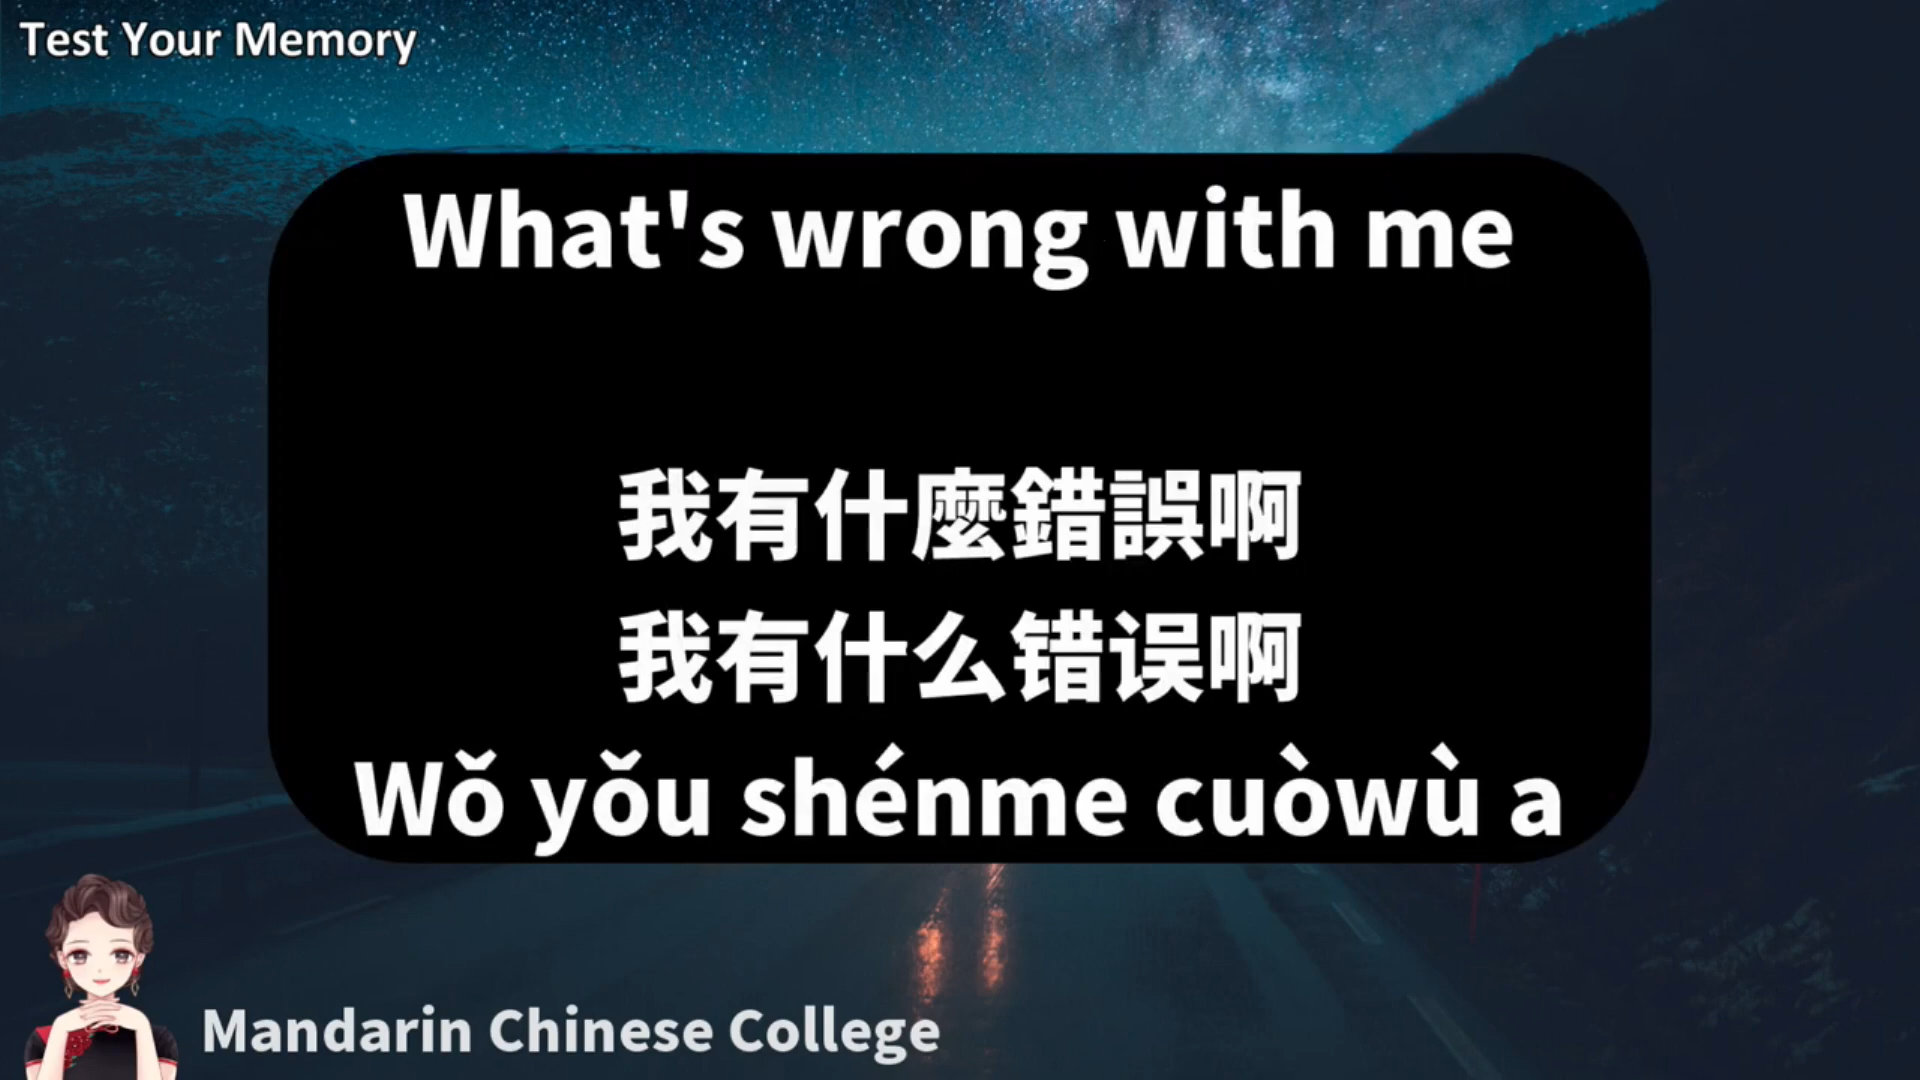 Test Your Memory
What's wrong with me
我有什麼錯誤啊
我有什么错误啊
Wǒ yǒu shénme cuòwù a
Mandarin Chinese College